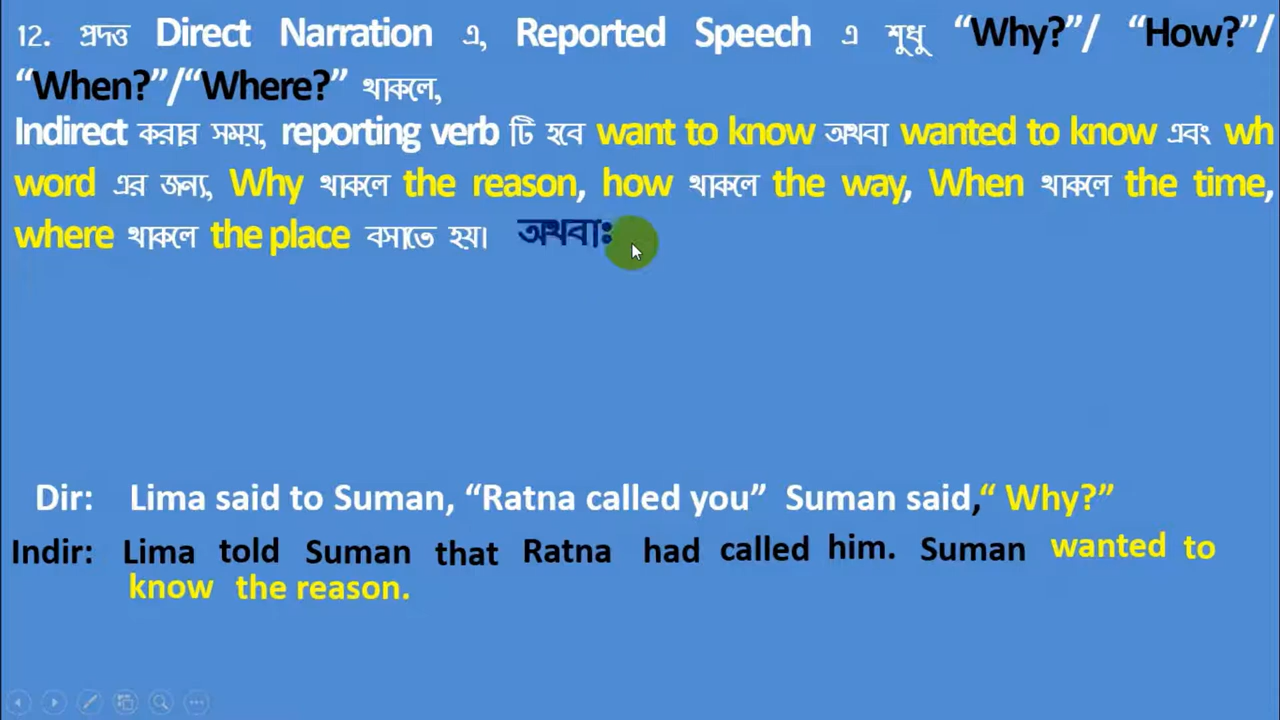 12. প্রদত্ত Direct Narration এ, Reported Speech এ শুধু “Why?”/ “How?”/
“When?”/“Where?” থাকলে,
Indirect করার সময়, reporting verb টি হবে want to know অথবা wanted to know এবং wh
word এর জন্য, Why থাকলে the reason, how থাকলে the way, When থাকলে the time,
where থাকলে the place বসাতে হয়। অথবাঃ
Dir: Lima said to Suman, “Ratna called you” Suman said,“ Why?”
Indir: Lima told Suman that Ratna had called him. Suman wanted to
know the reason.